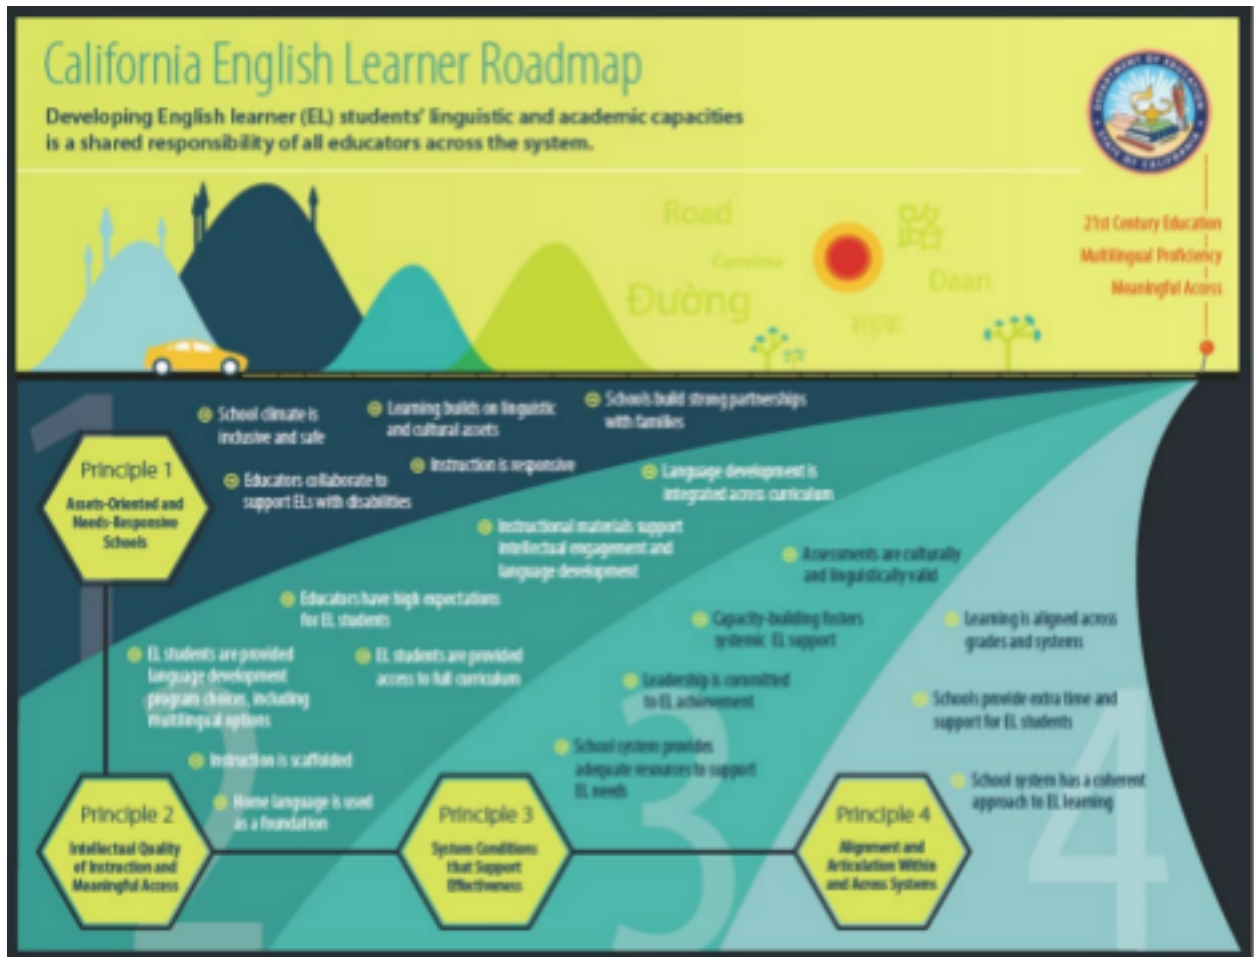 California English Learner Roadmap
Developing English learner (EL) students' linguistic and academic capacities
is a shared responsibility of all educators across the system.
DEPARTMENT OF EDUCATION
STATE OF CALIFORNIA
Road
路
Daan
Đường
सड़क
21st Century Education
Multilingual Proficiency
Meaningful Access
1
Principle 1
Assets-Oriented and
Needs-Responsive
Schools
School climate is
inclusive and safe
Learning builds on linguistic
and cultural assets
Schools build strong partnerships
with families
Educators collaborate to
support ELs with disabilities
Instruction is responsive
Language development is
integrated across curriculum
Instructional materials support
intellectual engagement and
language development
Educators have high expectations
for EL students
EL students are provided
language development
program choices, including
multilingual options
EL students are provided
access to full curriculum
Instruction is scaffolded
Home language is used
as a foundation
2
Principle 2
Intellectual Quality
of Instruction and
Meaningful Access
Assessments are culturally
and linguistically valid
Capacity-building fosters
systemic EL support
Leadership is committed
to EL achievement
School system provides
adequate resources to support
EL needs
3
Principle 3
System Conditions
that Support
Effectiveness
Learning is aligned across
grades and systems
Schools provide extra time and
support for EL students
School system has a coherent
approach to EL learning
4
Principle 4
Alignment and
Articulation Within
and Across Systems